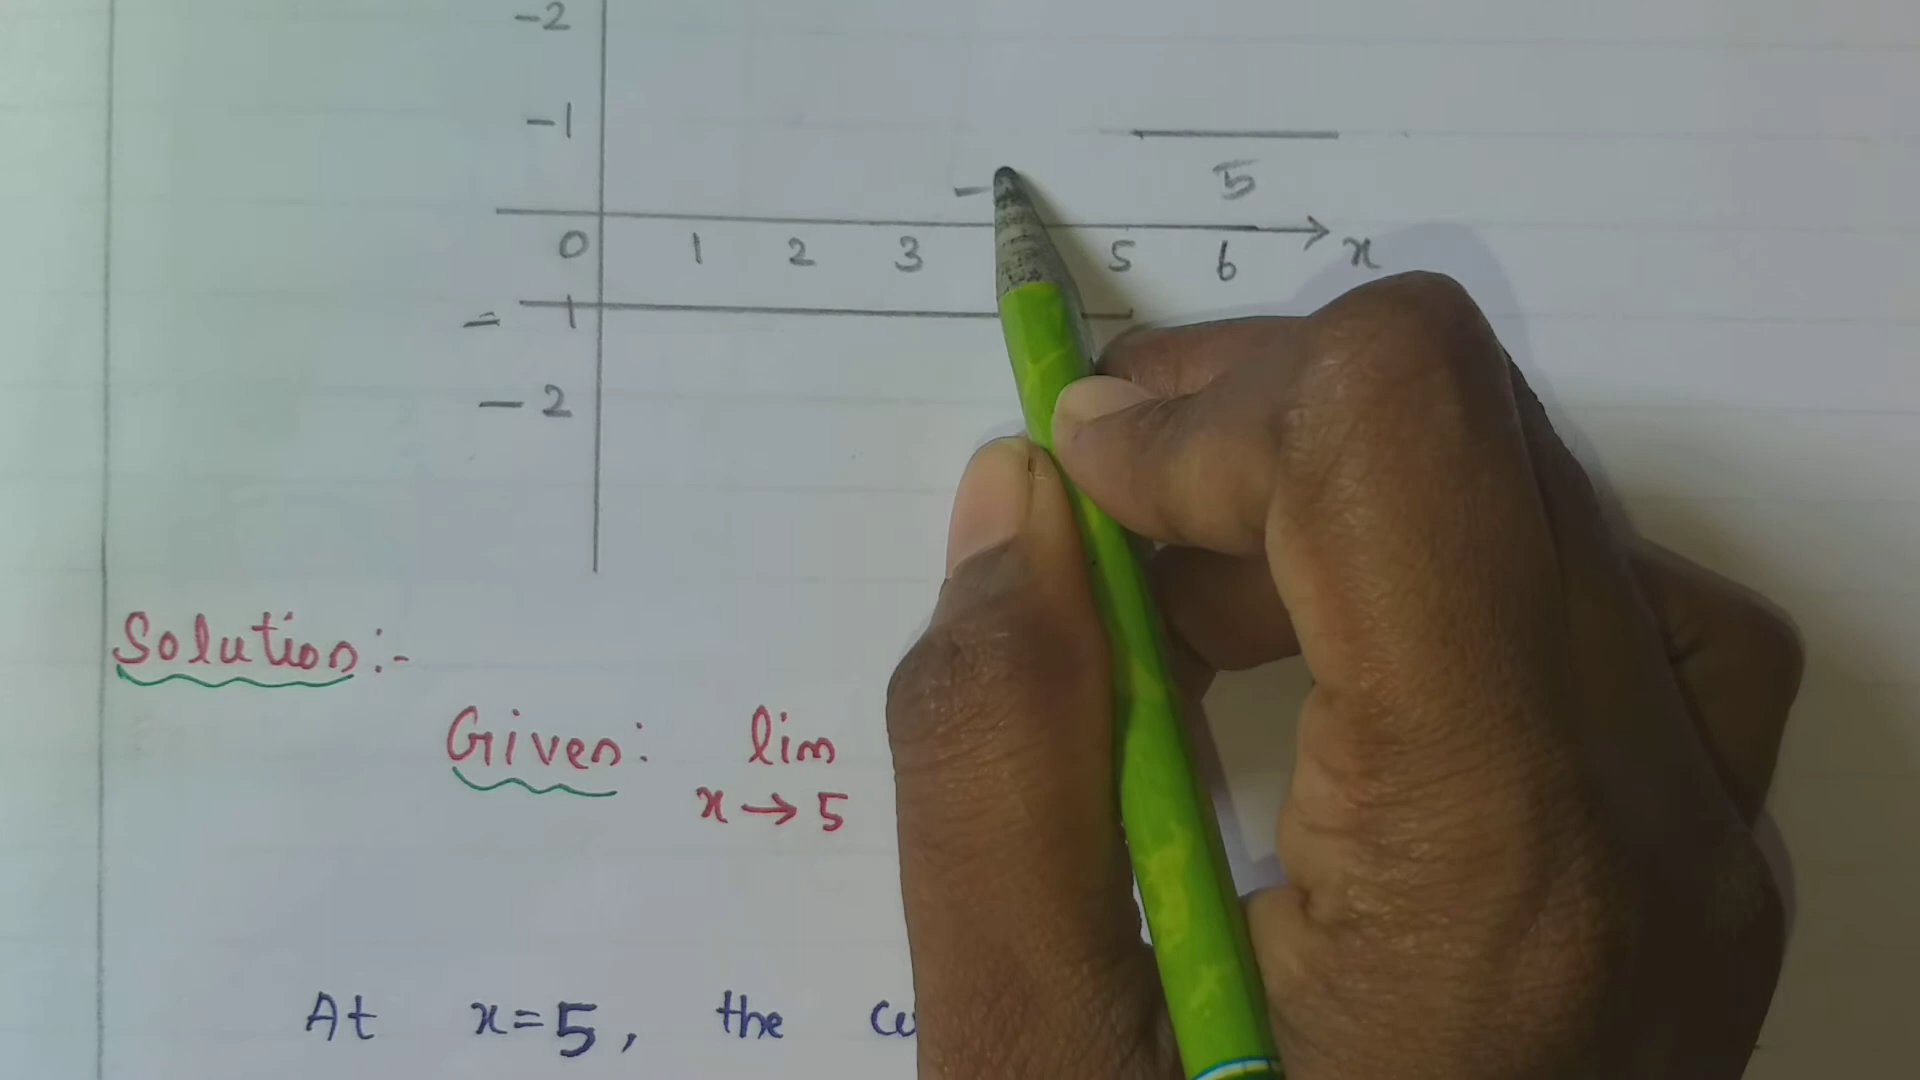 -2
-1
5
0 1 2 3 5 6 x
- 1
- 2
Solution:-
Given: lim
x → 5
At x=5, the